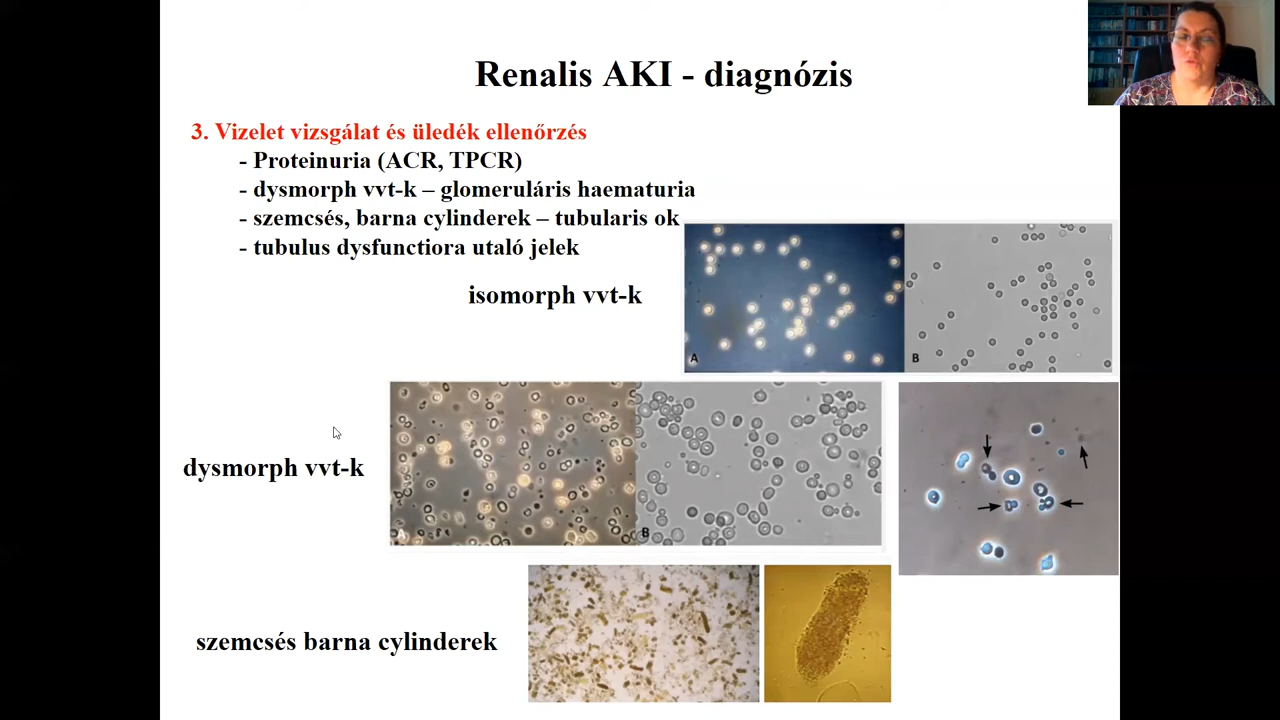 Renalis AKI - diagnózis
3. Vizelet vizsgálat és üledék ellenőrzés
- Proteinuria (ACR, TPCR)
- dysmorph vvt-k – glomeruláris haematuria
- szemcsés, barna cylinderek – tubularis ok
- tubulus dysfunctiora utaló jelek
isomorph vvt-k
A
B
dysmorph vvt-k
A
B
szemcsés barna cylinderek